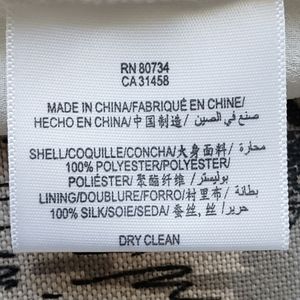 RN 80734
CA 31458
MADE IN CHINA/FABRIQUÉ EN CHINE/
HECHO EN CHINA/中国制造/ صنع في الصين
SHELL/COQUILLE/CONCHA/大身面料/ محارة/
100% POLYESTER/POLYESTER/
POLIÉSTER/聚酯纤维/ بوليستر
LINING/DOUBLURE/FORRO/村里布/ بطانة/
100% SILK/SOIE/SEDA/蚕丝,丝/ حرير
DRY CLEAN